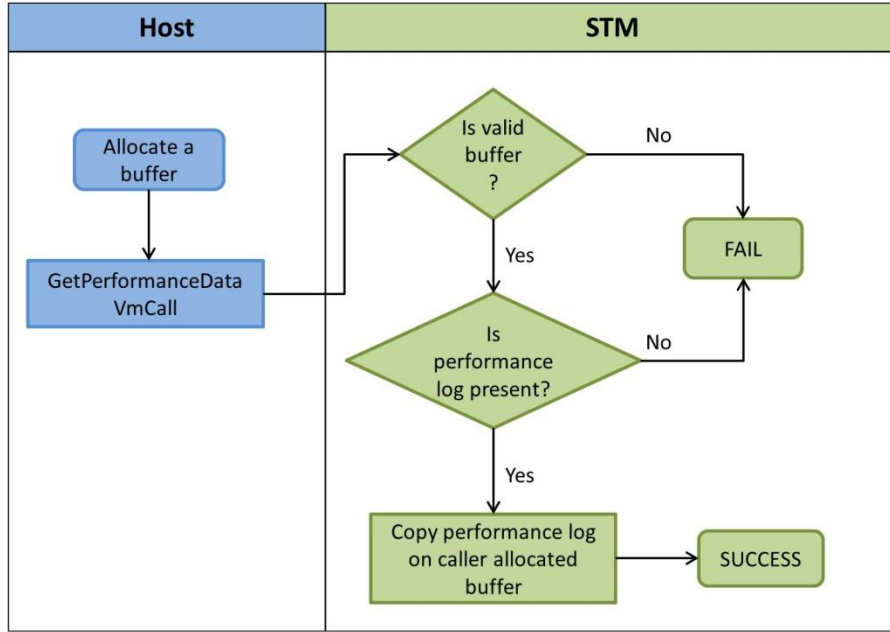 Host
STM
Allocate a
buffer
GetPerformanceData
VmCall
Is valid
buffer
?
No
Yes
FAIL
Is
performance
log present?
No
Yes
Copy performance log
on caller allocated
buffer
SUCCESS